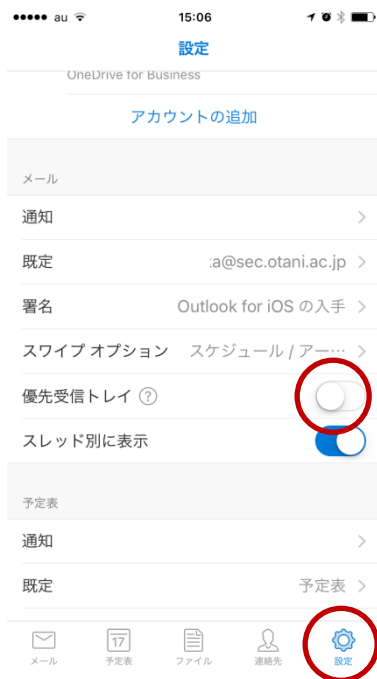 au 15:06
設定
OneDrive for Business
アカウントの追加
メール
通知
既定 :a@sec.otani.ac.jp
署名 Outlook for iOS の入手
スワイプ オプション スケジュール / アー…
優先受信トレイ ?
スレッド別に表示
予定表
通知
既定 予定表
17
メール 予定表 ファイル 連絡先 設定